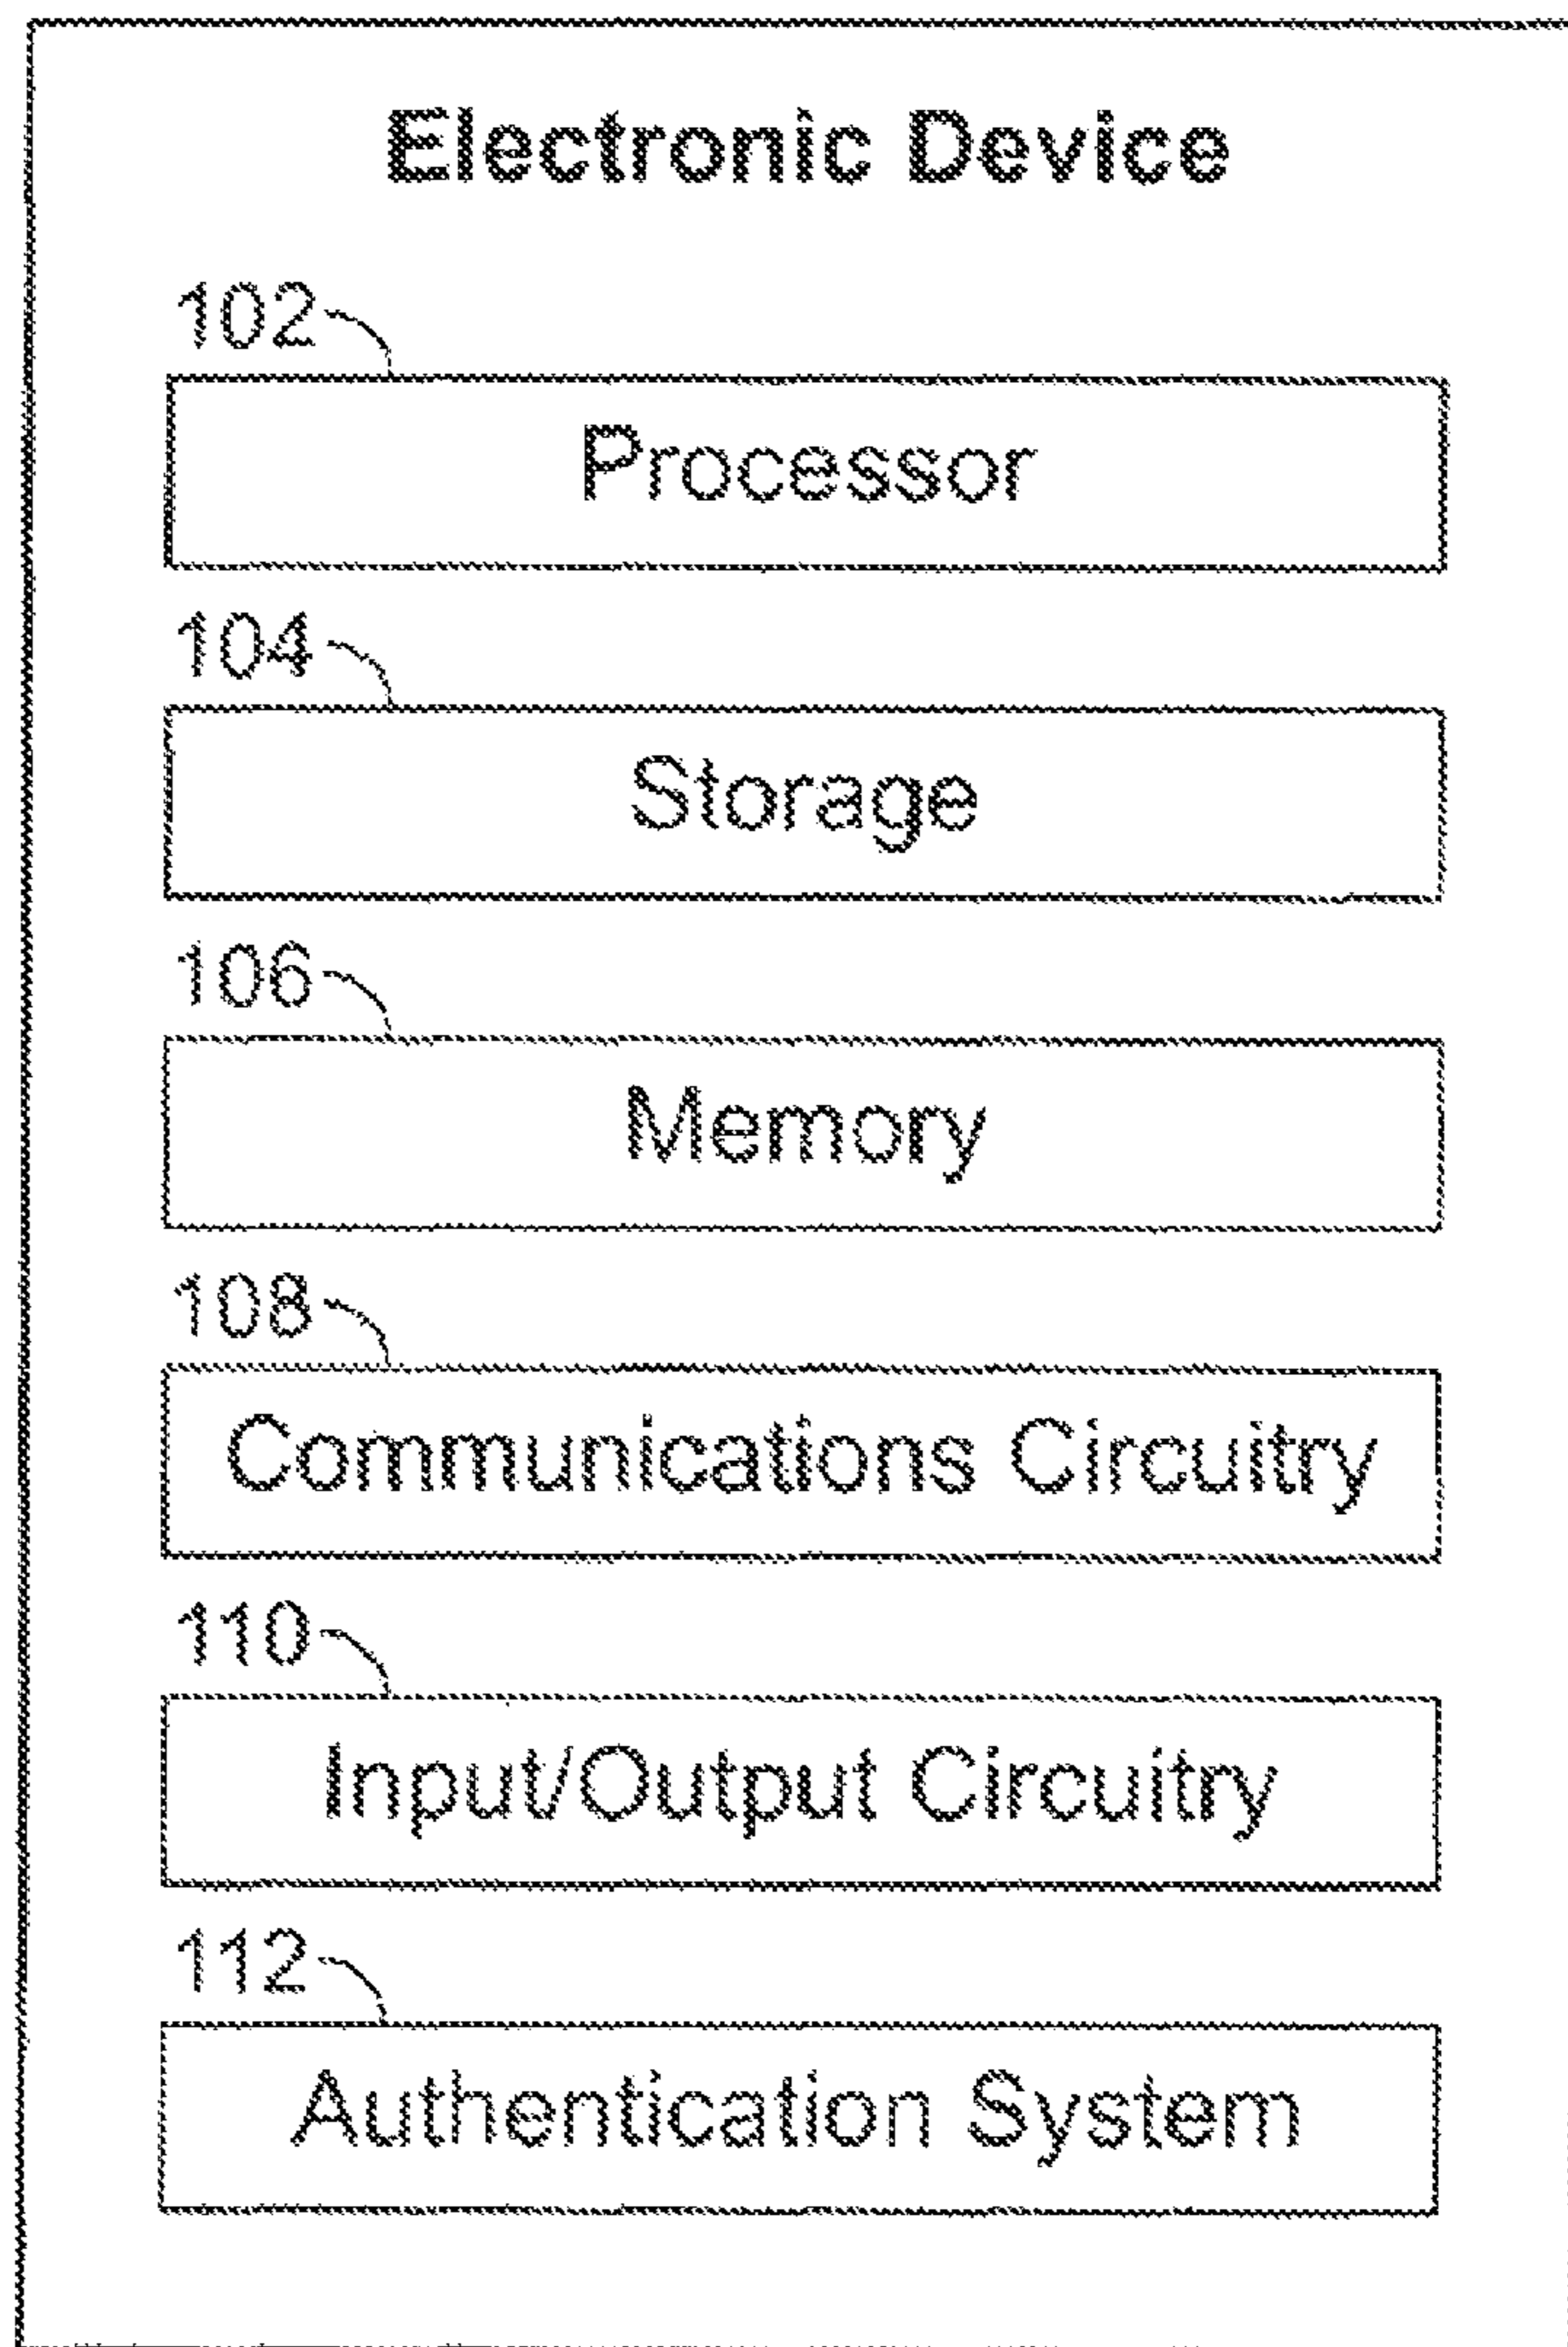 Electronic Device
102
Processor
104
Storage
106
Memory
108
Communications Circuitry
110
Input/Output Circuitry
112
Authentication System